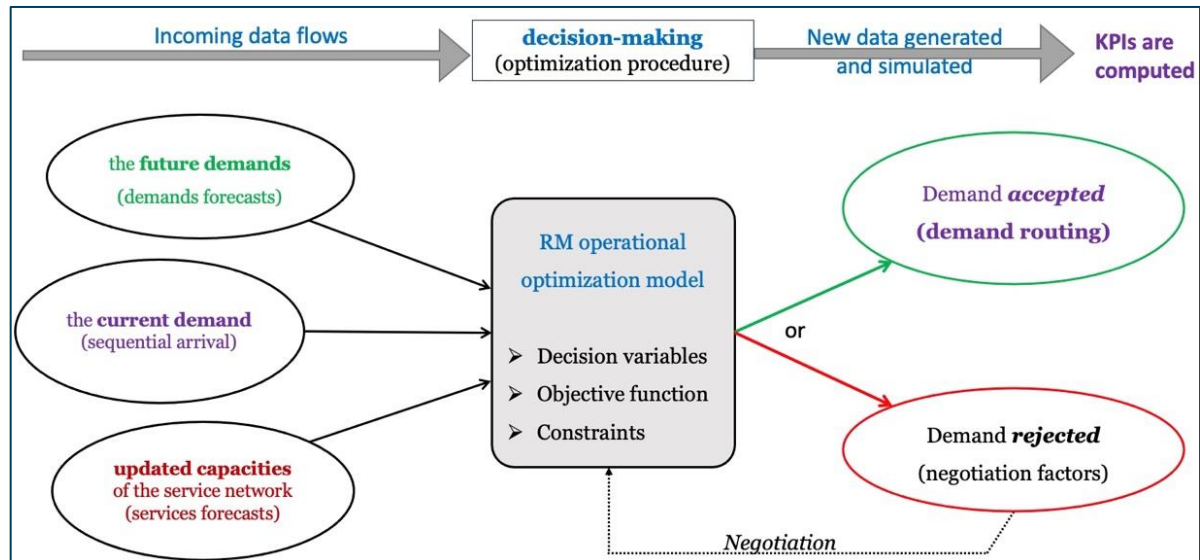 Incoming data flows
decision-making
(optimization procedure)
New data generated
and simulated
KPIs are
computed
the future demands
(demands forecasts)
the current demand
(sequential arrival)
updated capacities
of the service network
(services forecasts)
RM operational
optimization model
➢ Decision variables
➢ Objective function
➢ Constraints
or
Demand accepted
(demand routing)
Demand rejected
(negotiation factors)
Negotiation